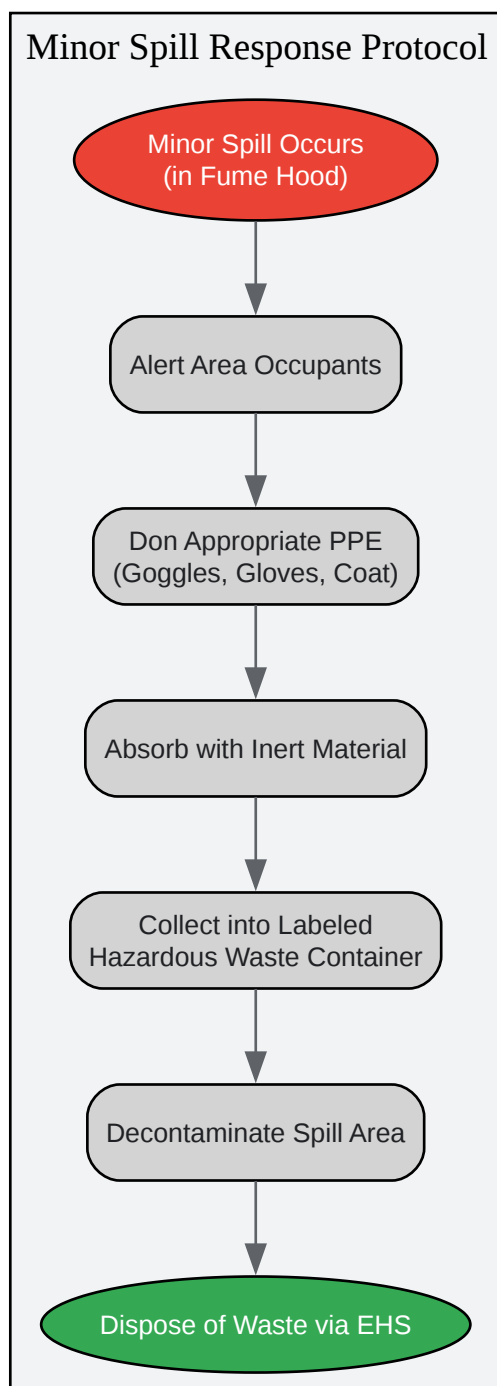 Minor Spill Response Protocol
Minor Spill Occurs
(in Fume Hood)
Alert Area Occupants
Don Appropriate PPE
(Goggles, Gloves, Coat)
Absorb with Inert Material
Collect into Labeled
Hazardous Waste Container
Decontaminate Spill Area
Dispose of Waste via EHS